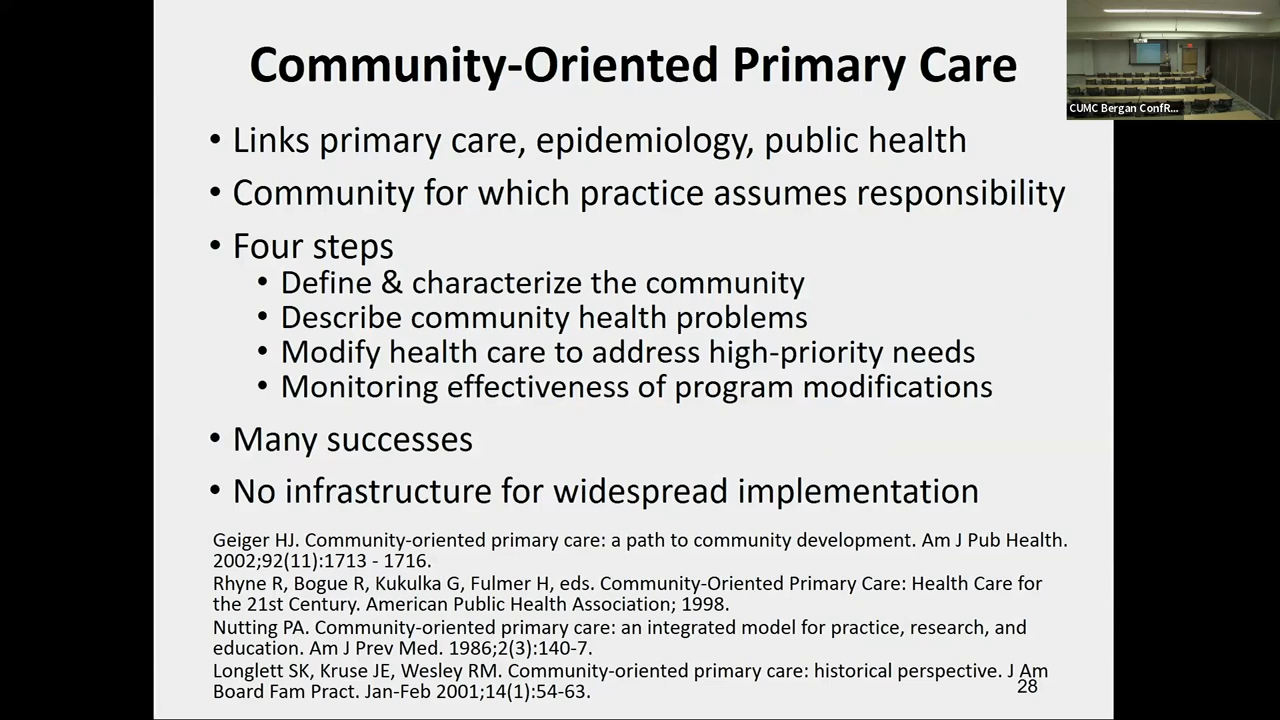 Community-Oriented Primary Care
CUMC Bergan ConfR...
• Links primary care, epidemiology, public health
• Community for which practice assumes responsibility
• Four steps
• Define & characterize the community
• Describe community health problems
• Modify health care to address high-priority needs
• Monitoring effectiveness of program modifications
• Many successes
• No infrastructure for widespread implementation
Geiger HJ. Community-oriented primary care: a path to community development. Am J Pub Health.
2002;92(11):1713 - 1716.
Rhyne R, Bogue R, Kukulka G, Fulmer H, eds. Community-Oriented Primary Care: Health Care for
the 21st Century. American Public Health Association; 1998.
Nutting PA. Community-oriented primary care: an integrated model for practice, research, and
education. Am J Prev Med. 1986;2(3):140-7.
Longlett SK, Kruse JE, Wesley RM. Community-oriented primary care: historical perspective. J Am
Board Fam Pract. Jan-Feb 2001;14(1):54-63.
28